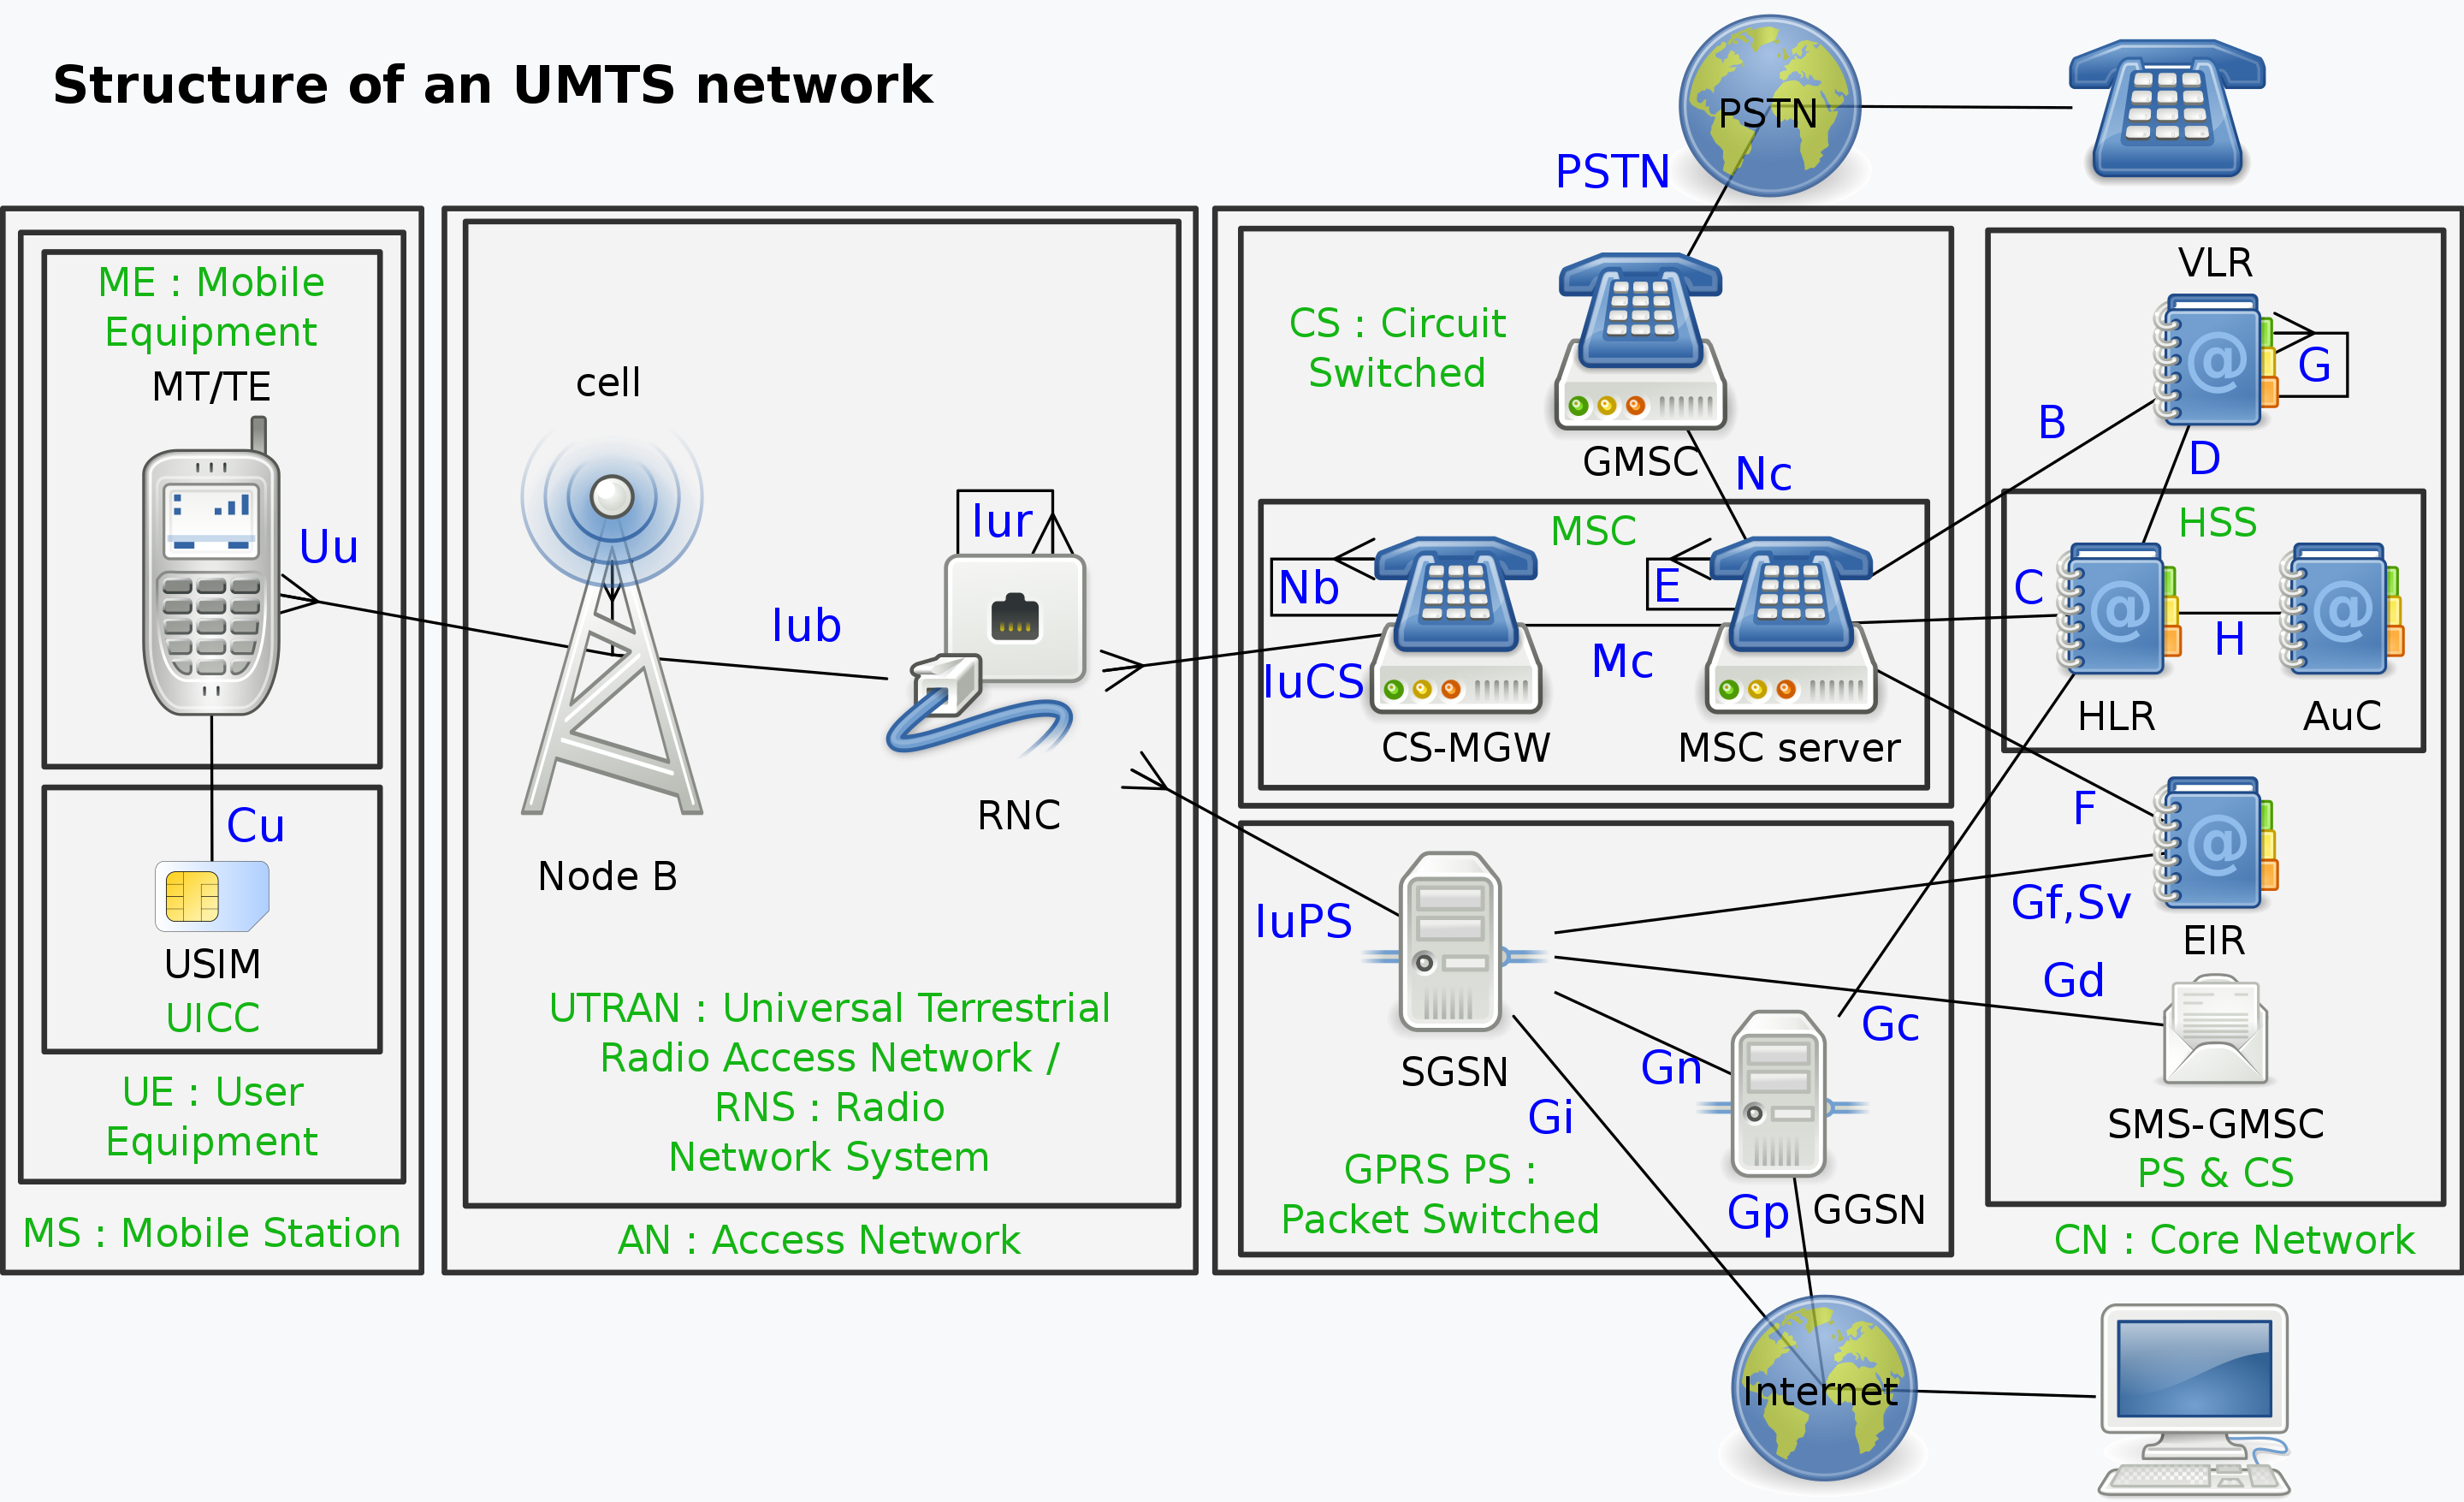 Structure of an UMTS network
PSTN
PSTN
ME : Mobile
Equipment
MT/TE
Uu
Cu
USIM
UICC
UE : User
Equipment
MS : Mobile Station
cell
Iur
Iub
RNC
Node B
UTRAN : Universal Terrestrial
Radio Access Network /
RNS : Radio
Network System
AN : Access Network
CS : Circuit
Switched
GMSC
Nc
MSC
Nb
E
IuCS
Mc
CS-MGW
MSC server
IuPS
SGSN
Gn
Gi
Gc
GPRS PS :
Packet Switched
Gp
GGSN
VLR
G
B
D
HSS
C
H
HLR
AuC
F
Gf,Sv
EIR
Gd
SMS-GMSC
PS & CS
CN : Core Network
Internet